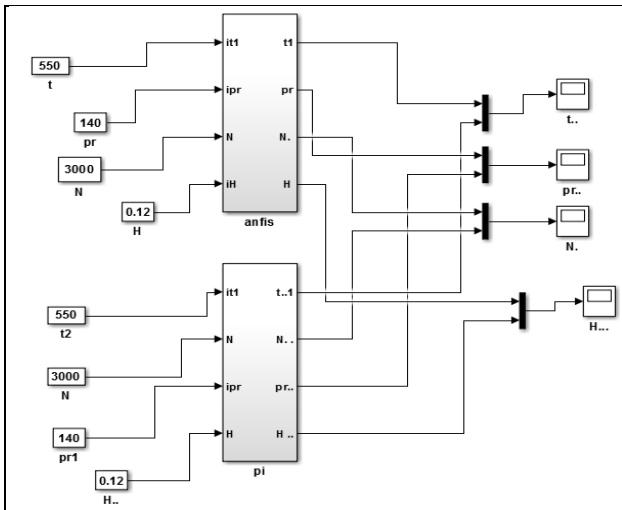 550
t
140
pr
3000
N
0.12
H
it1
ipr
N
iH
t1
pr
N.
H
anfis
t..
pr..
N.
H...
550
t2
3000
N
140
pr1
0.12
H..
it1
N
ipr
H
t..1
N..
pr..
H ..
pi